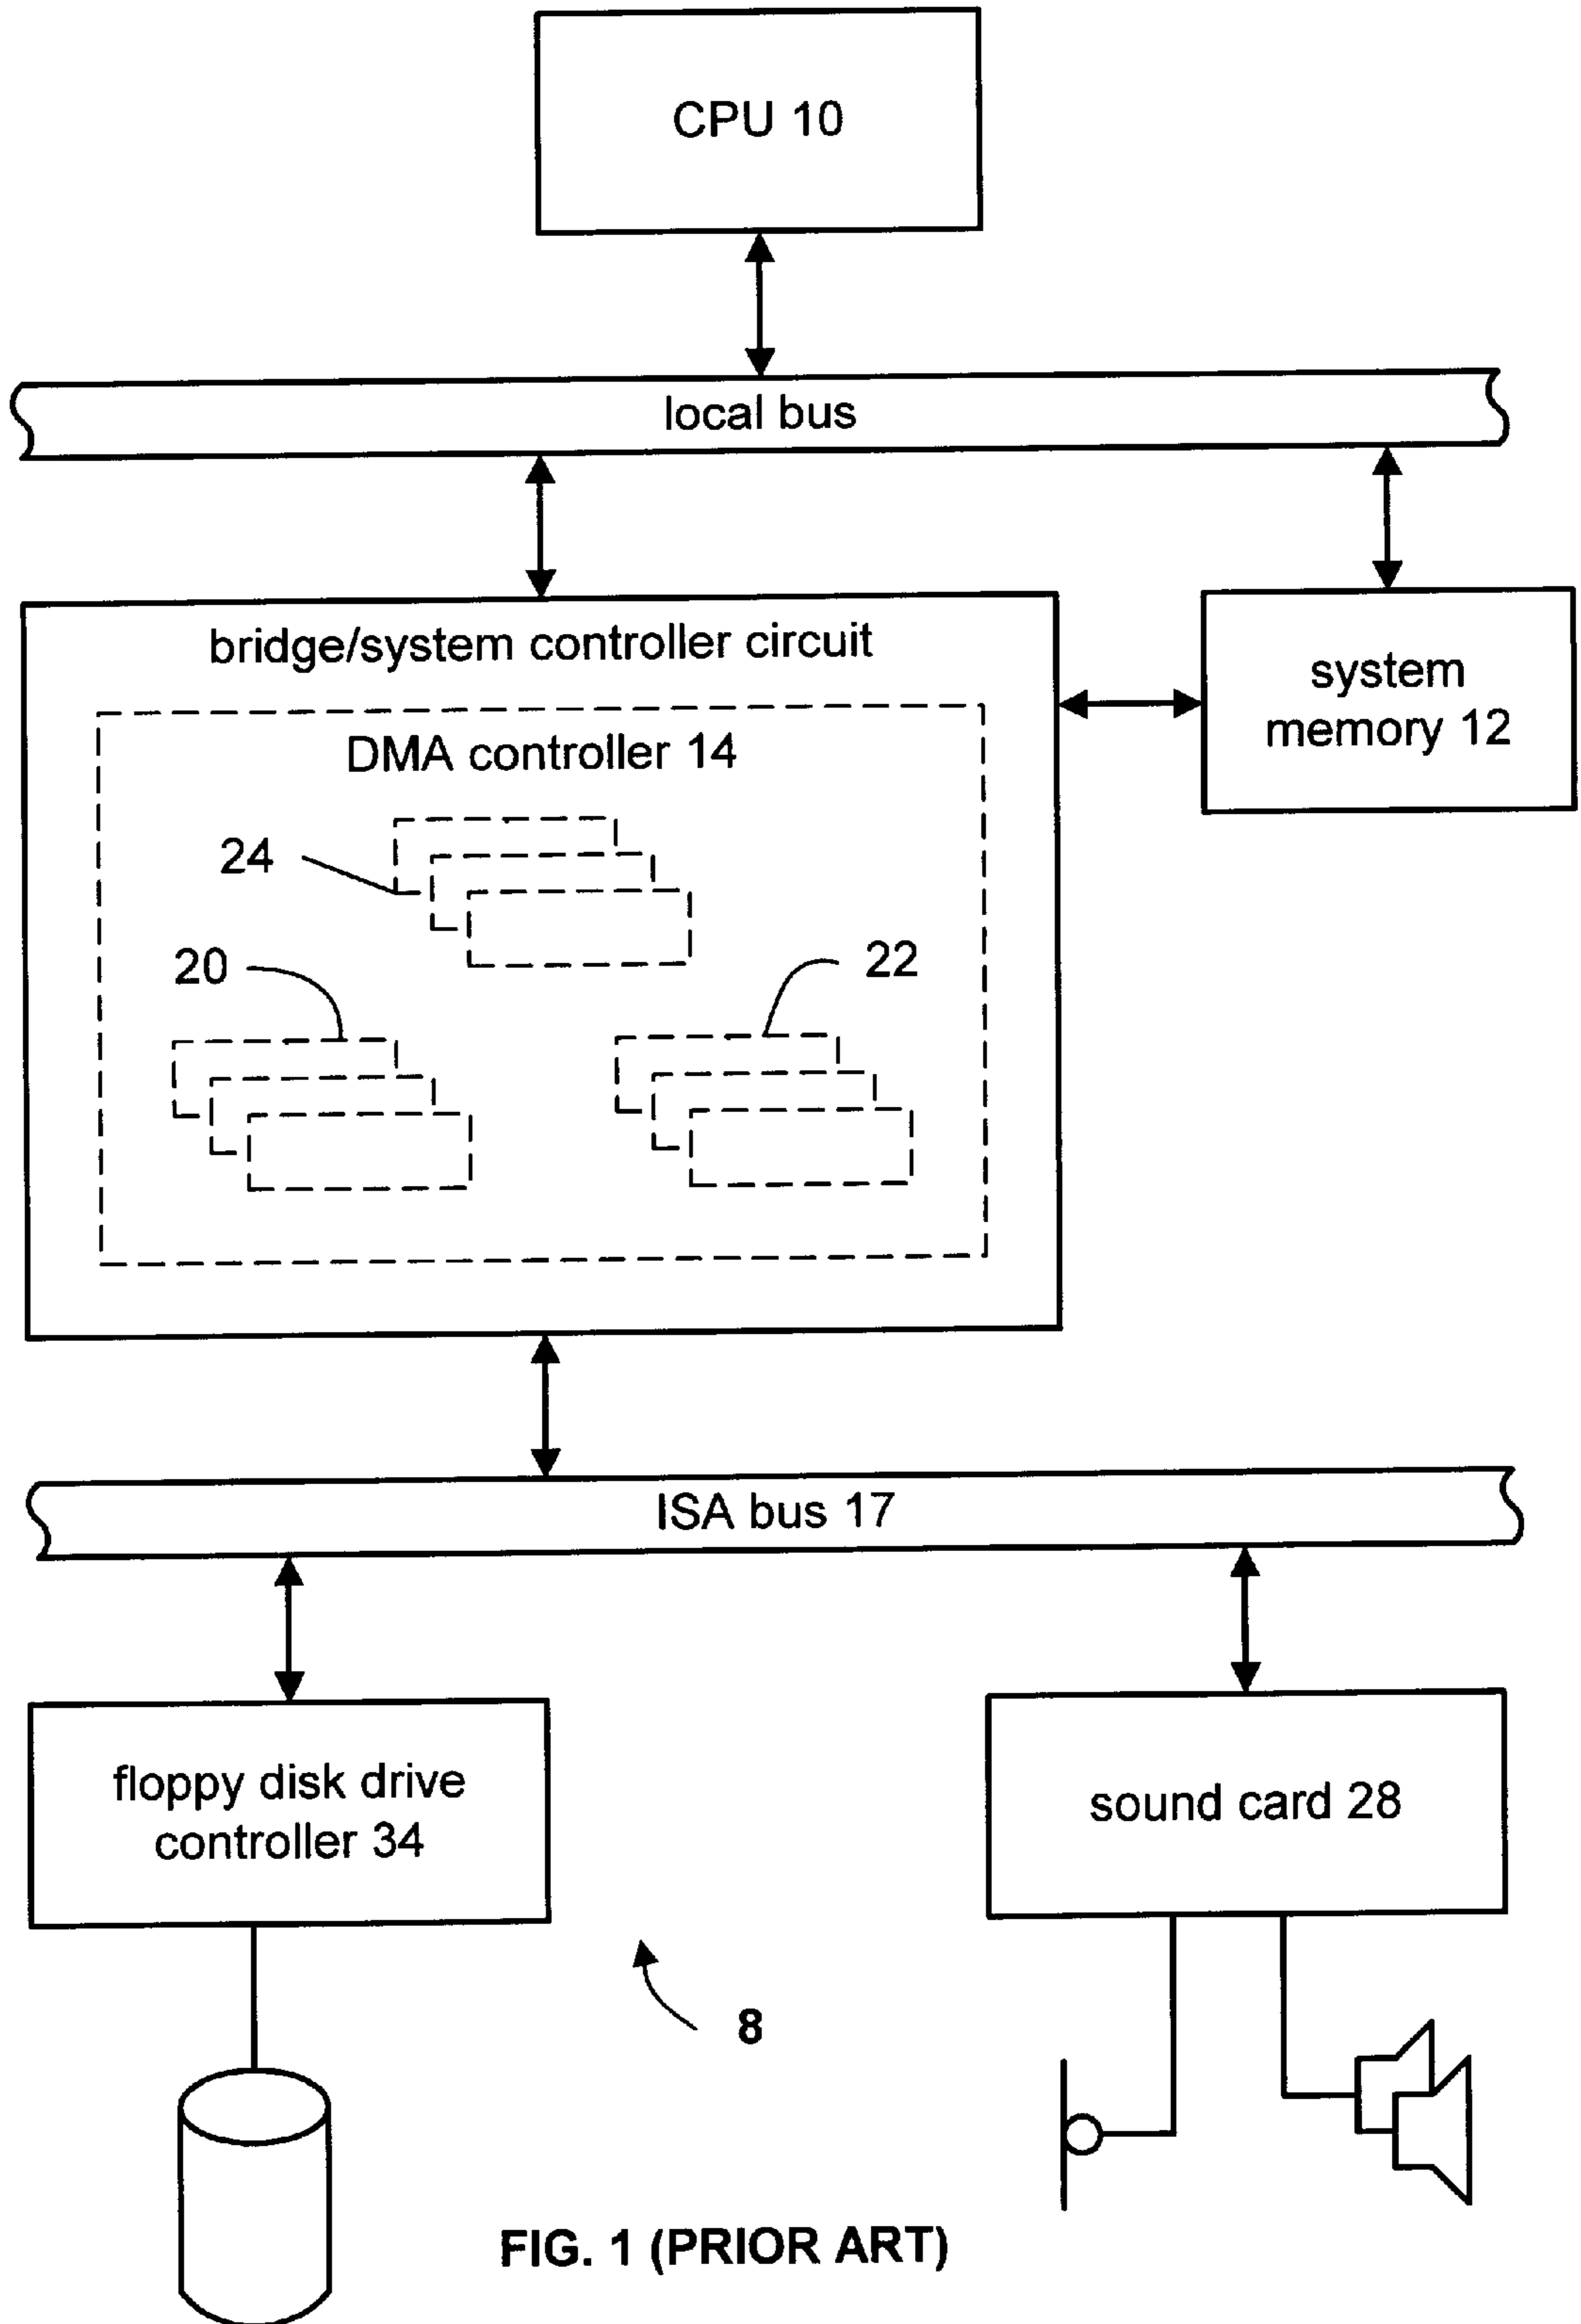 CPU 10
local bus
bridge/system controller circuit
system
memory 12
DMA controller 14
24
20
22
ISA bus 17
floppy disk drive
controller 34
sound card 28
8
FIG. 1 (PRIOR ART)